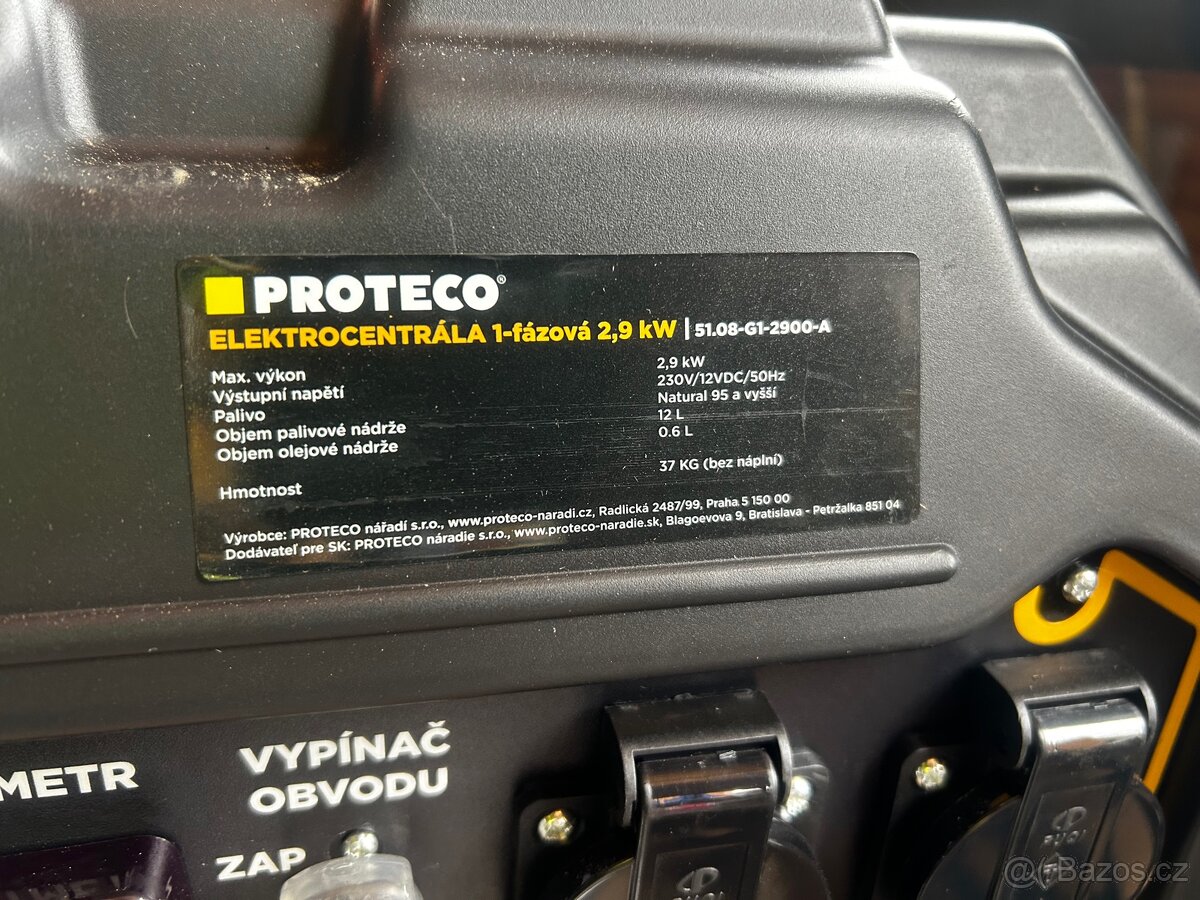 PROTECO®
ELEKTROCENTRÁLA 1-fázová 2,9 kW | 51.08-G1-2900-A
Max. výkon 2,9 kW
Výstupní napětí 230V/12VDC/50Hz
Palivo Natural 95 a vyšší
Objem palivové nádrže 12 L
Objem olejové nádrže 0.6 L
Hmotnost 37 KG (bez náplní)
Výrobce: PROTECO nářadí s.r.o., www.proteco-naradi.cz, Radlická 2487/99, Praha 5 150 00
Dodávateľ pre SK: PROTECO náradie s.r.o., www.proteco-naradie.sk, Blagoevova 9, Bratislava - Petržalka 851 04
METR
VYPÍNAČ
OBVODU
ZAP
Bazos.cz